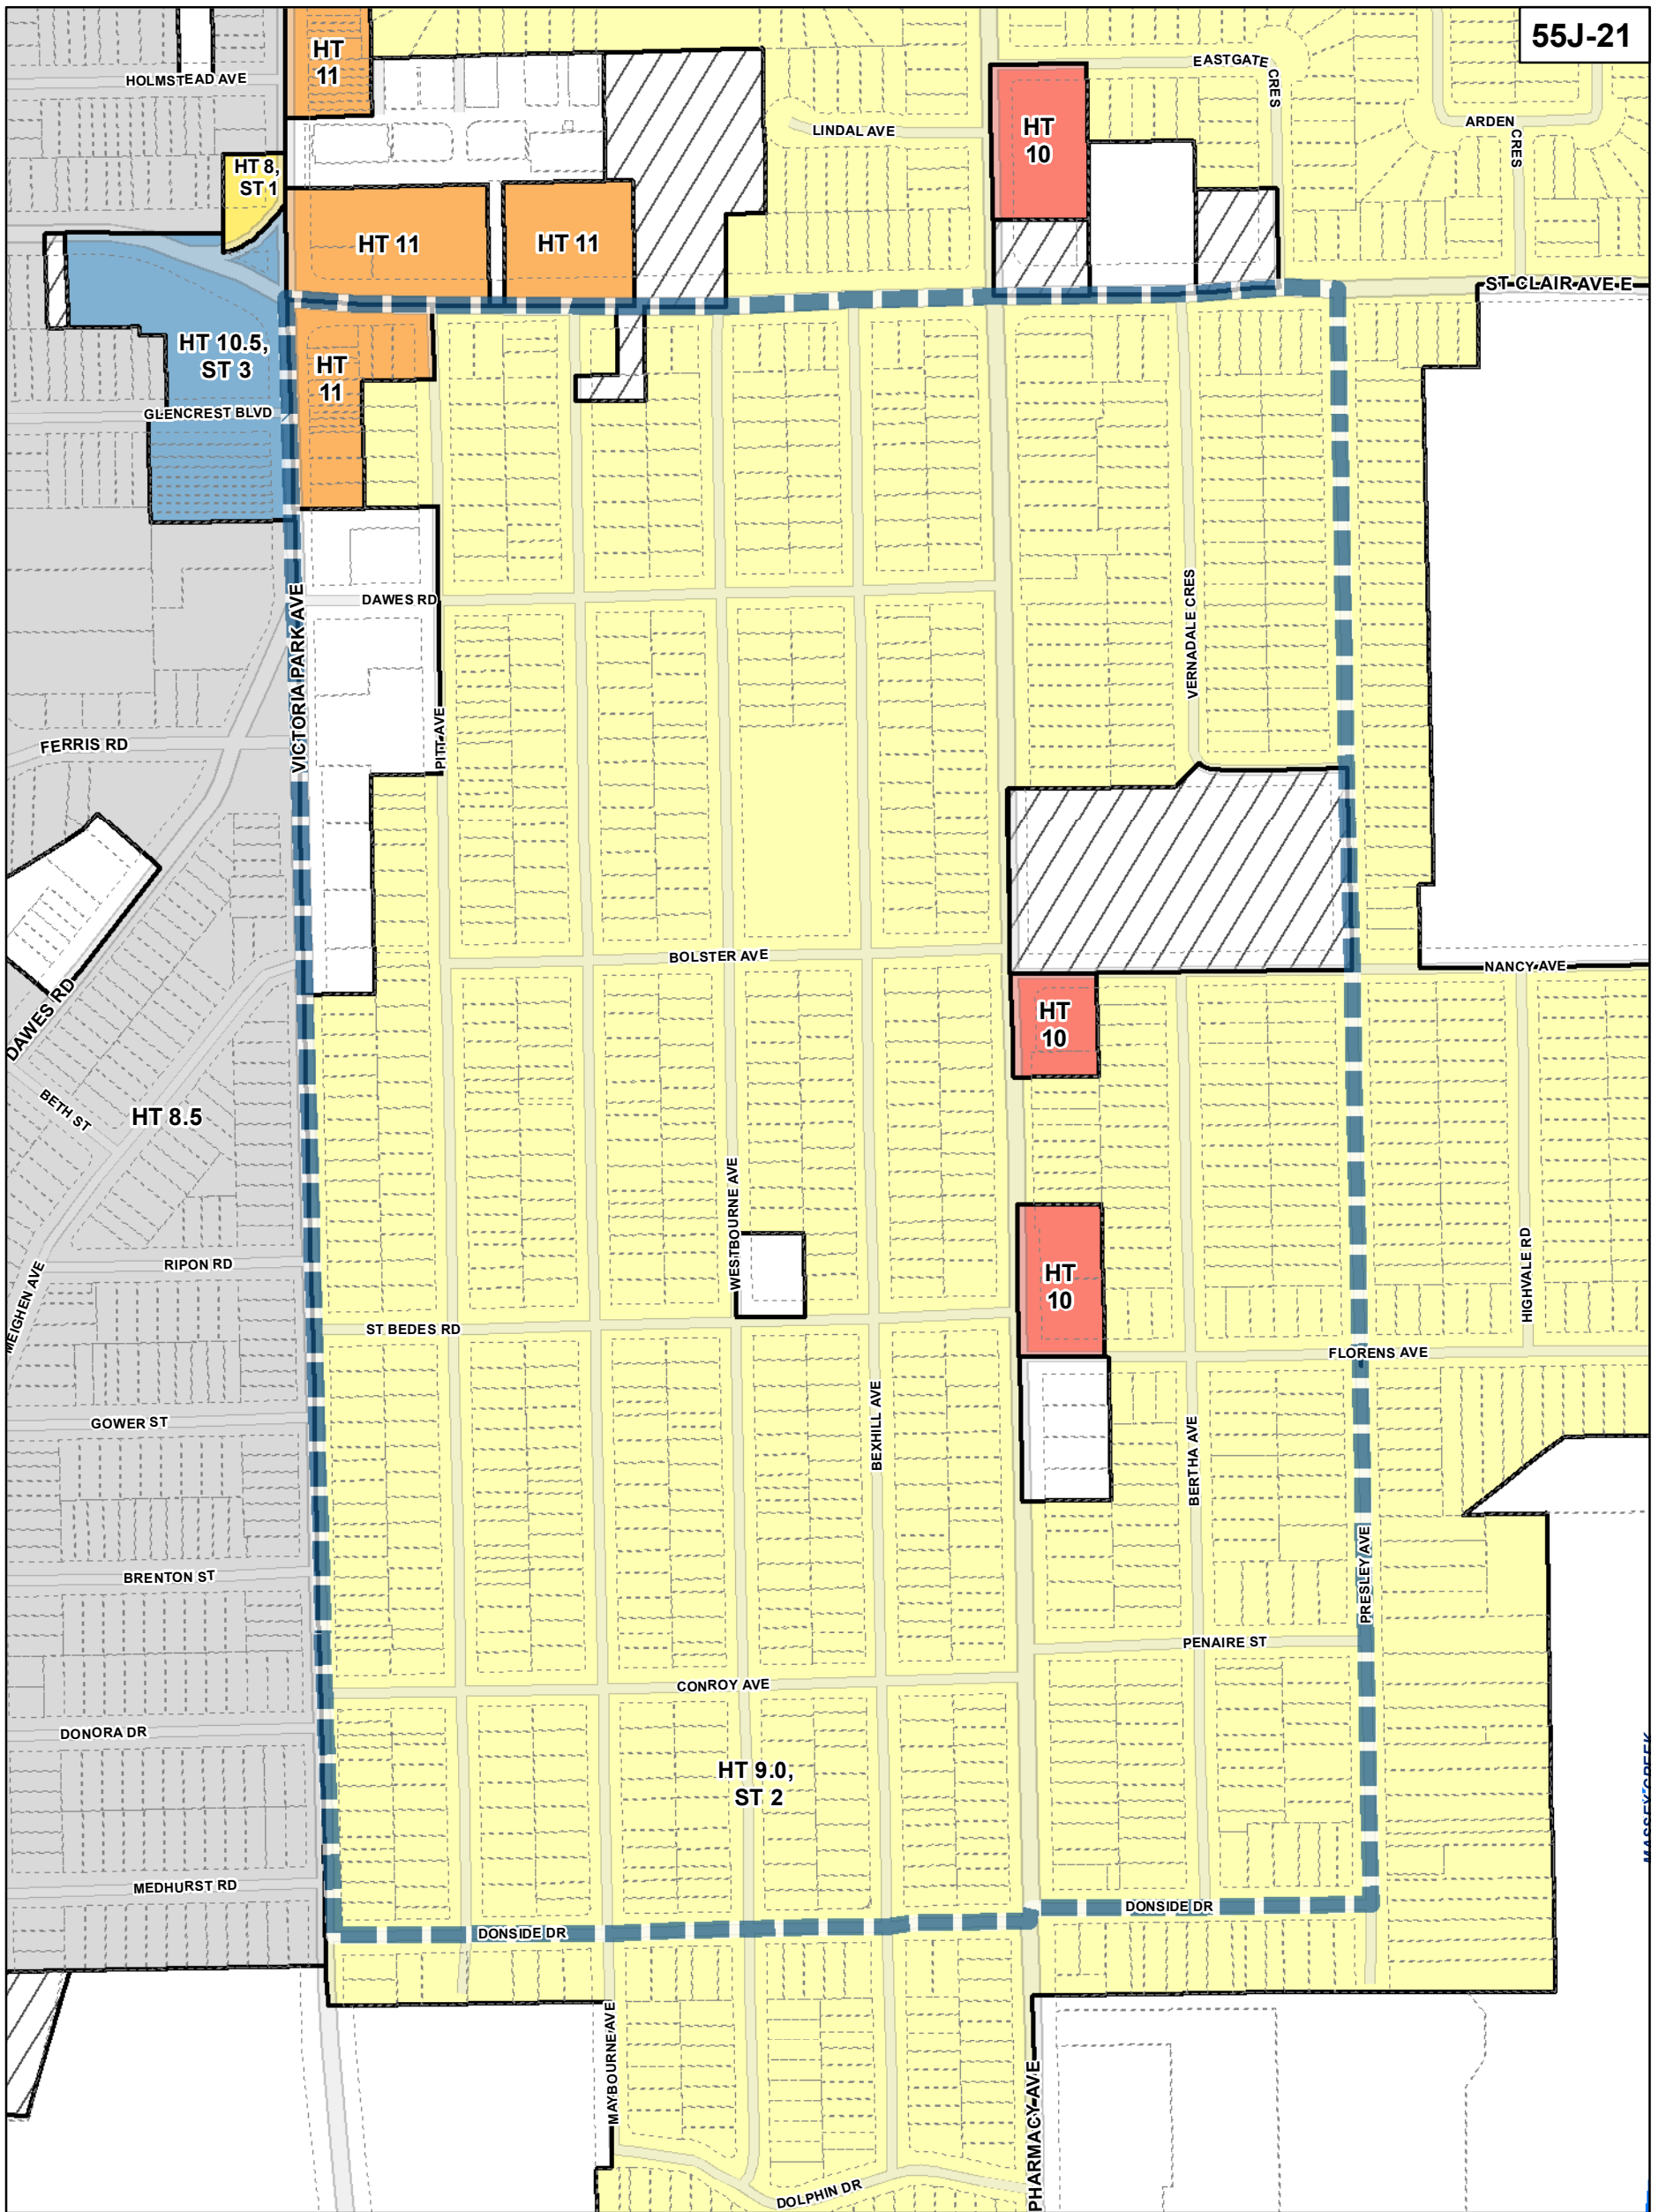 55J-21
HOLMSTEAD AVE
HT
11
EASTGATE
CRES
LINDAL AVE
ARDEN
CRES
HT
10
HT 8,
ST 1
HT 11
HT 11
ST CLAIR AVE E
HT 10.5,
ST 3
HT
11
GLENCREST BLVD
DAWES RD
VICTORIA PARK AVE
VERNADALE CRES
FERRIS RD
PITT AVE
BOLSTER AVE
NANCY AVE
DAWES RD
HT
10
BETH ST
HT 8.5
WESTBOURNE AVE
HT
10
HIGHVALE RD
RIPON RD
MEIGHEN AVE
ST BEDES RD
FLORENS AVE
GOWER ST
BEXHILL AVE
BERTHA AVE
BRENTON ST
PRESLEY AVE
PENAIRE ST
CONROY AVE
DONORA DR
HT 9.0,
ST 2
MASSEY CREEK
MEDHURST RD
DONSIDE DR
DONSIDE DR
MAYBOURNE AVE
PHARMACY AVE
DOLPHIN DR